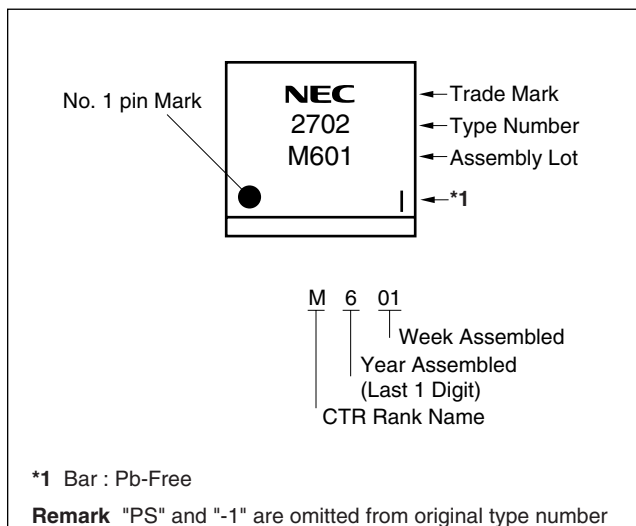 No. 1 pin Mark
NEC
2702
M601
Trade Mark
Type Number
Assembly Lot
*1
M 6 01
Week Assembled
Year Assembled
(Last 1 Digit)
CTR Rank Name
*1 Bar : Pb-Free
Remark "PS" and "-1" are omitted from original type number